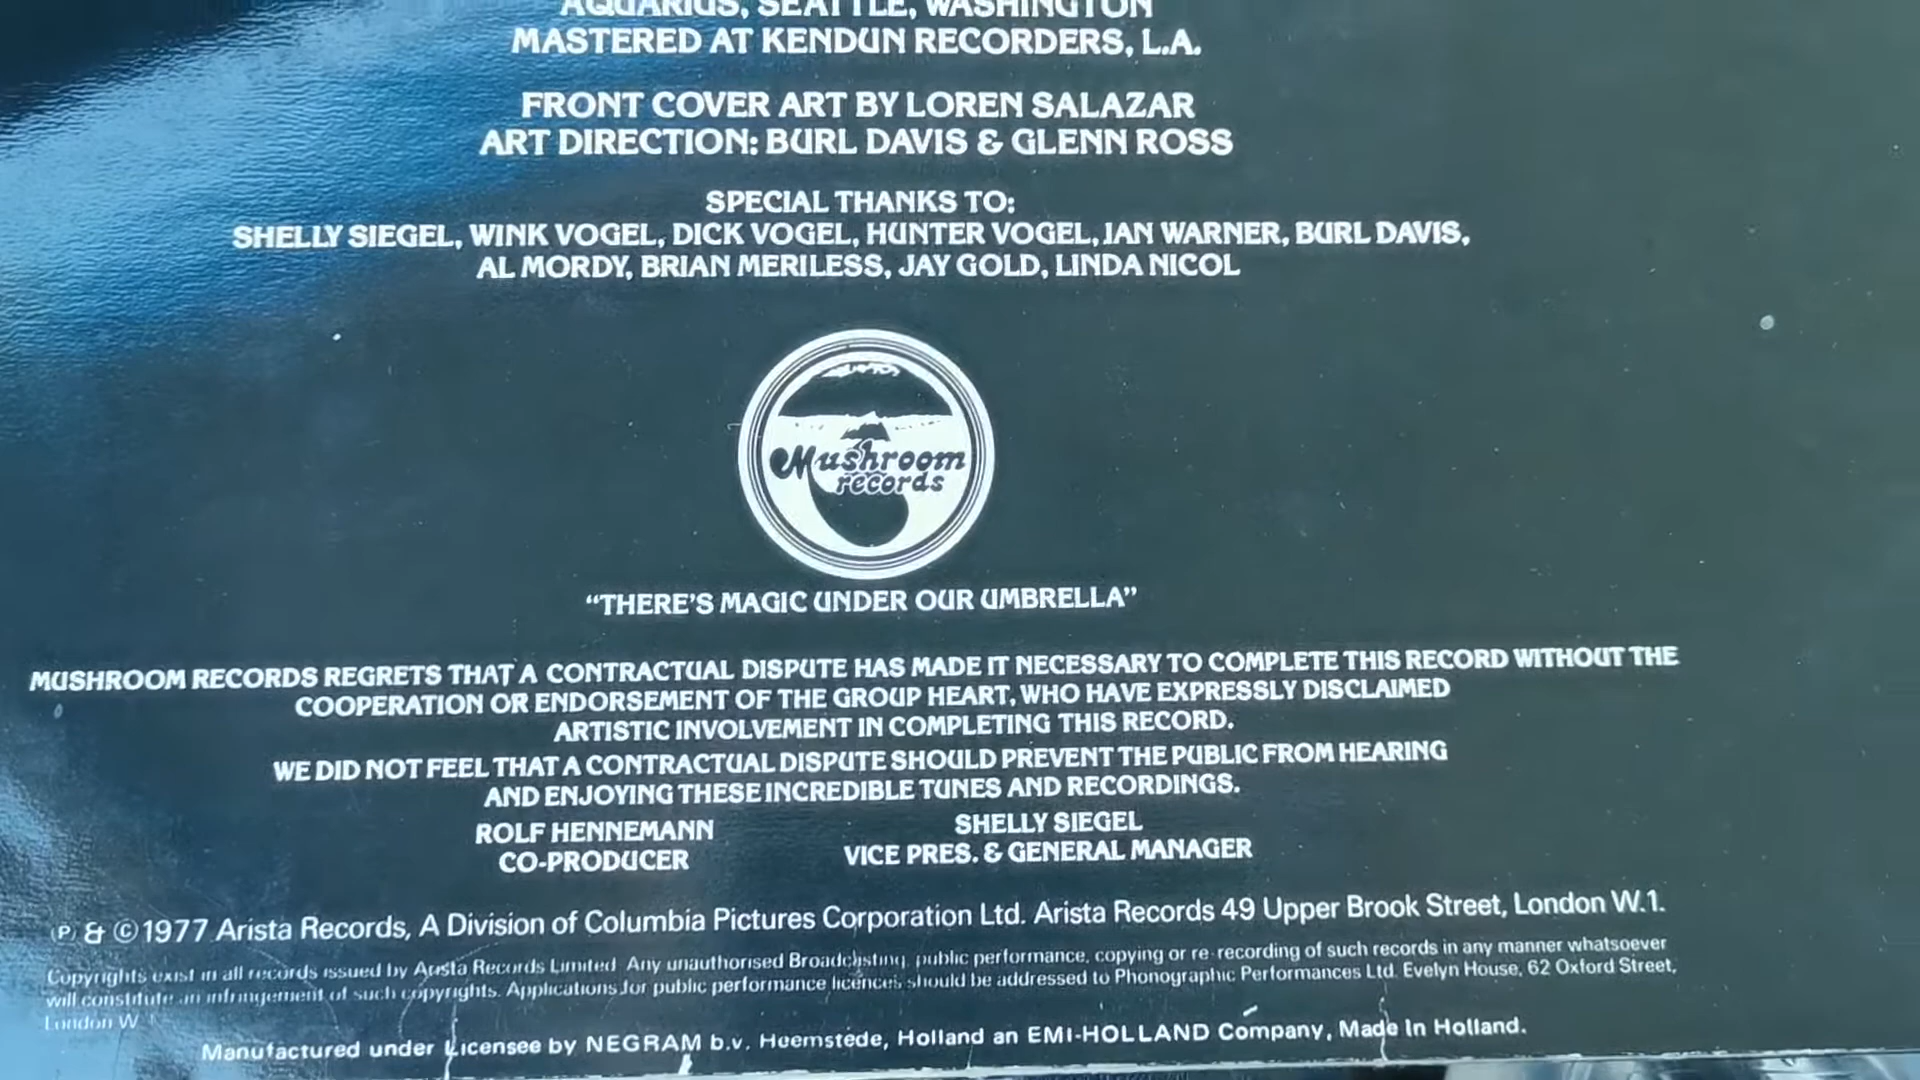 AQUARIUS, SEATTLE, WASHINGTON
MASTERED AT KENDUN RECORDERS, L.A.
FRONT COVER ART BY LOREN SALAZAR
ART DIRECTION: BURL DAVIS & GLENN ROSS
SPECIAL THANKS TO:
SHELLY SIEGEL, WINK VOGEL, DICK VOGEL, HUNTER VOGEL, JAN WARNER, BURL DAVIS,
AL MORDY, BRIAN MERILESS, JAY GOLD, LINDA NICOL
Mushroom
records
“THERE’S MAGIC UNDER OUR UMBRELLA”
MUSHROOM RECORDS REGRETS THAT A CONTRACTUAL DISPUTE HAS MADE IT NECESSARY TO COMPLETE THIS RECORD WITHOUT THE
COOPERATION OR ENDORSEMENT OF THE GROUP HEART, WHO HAVE EXPRESSLY DISCLAIMED
ARTISTIC INVOLVEMENT IN COMPLETING THIS RECORD.
WE DID NOT FEEL THAT A CONTRACTUAL DISPUTE SHOULD PREVENT THE PUBLIC FROM HEARING
AND ENJOYING THESE INCREDIBLE TUNES AND RECORDINGS.
ROLF HENNEMANN SHELLY SIEGEL
CO-PRODUCER VICE PRES. & GENERAL MANAGER
Ⓟ & ©1977 Arista Records, A Division of Columbia Pictures Corporation Ltd. Arista Records 49 Upper Brook Street, London W.1.
Copyrights exist in all records issued by Arista Records Limited Any unauthorised Broadcasting, public performance, copying or re-recording of such records in any manner whatsoever
will constitute an infringement of such copyrights. Applications for public performance licences should be addressed to Phonographic Performances Ltd. Evelyn House, 62 Oxford Street,
London W
Manufactured under Licensee by NEGRAM b.v. Heemstede, Holland an EMI-HOLLAND Company, Made In Holland.